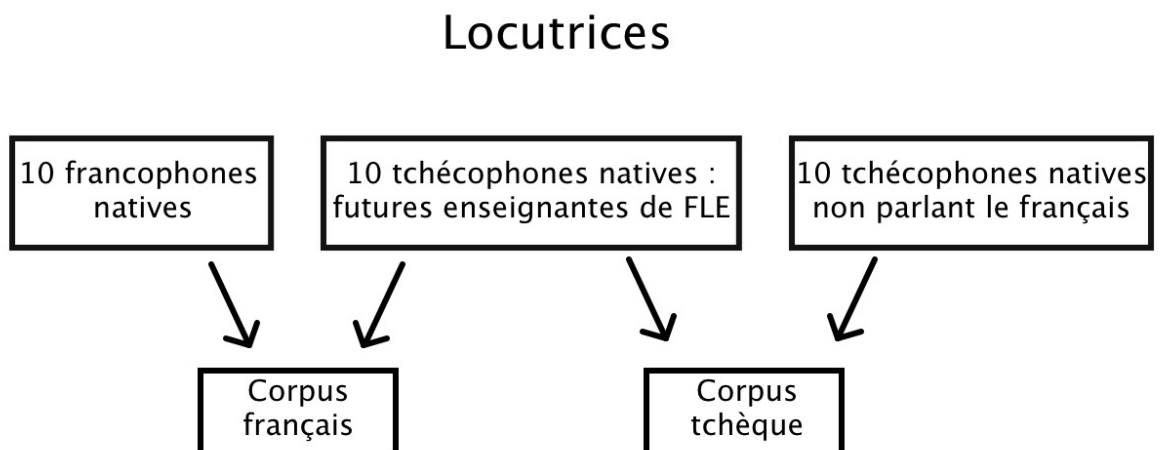 Locutrices
10 francophones
natives
10 tchécophones natives :
futures enseignantes de FLE
10 tchécophones natives
non parlant le français
Corpus
français
Corpus
tchèque